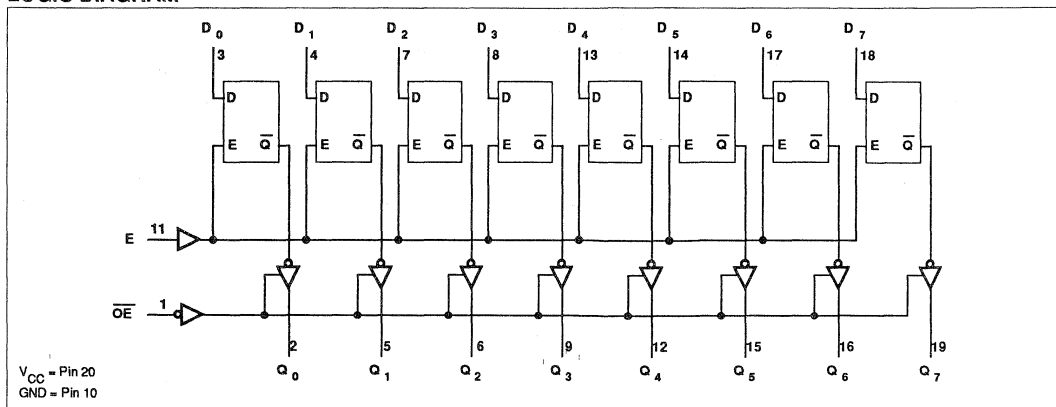 LOGIC DIAGRAM
D0 D1 D2 D3 D4 D5 D6 D7
3 4 7 8 13 14 17 18
D D D D D D D D
E Q̅ E Q̅ E Q̅ E Q̅ E Q̅ E Q̅ E Q̅ E Q̅
E 11
O̅E̅ 1
2 5 6 9 12 15 16 19
Q0 Q1 Q2 Q3 Q4 Q5 Q6 Q7
VCC = Pin 20
GND = Pin 10